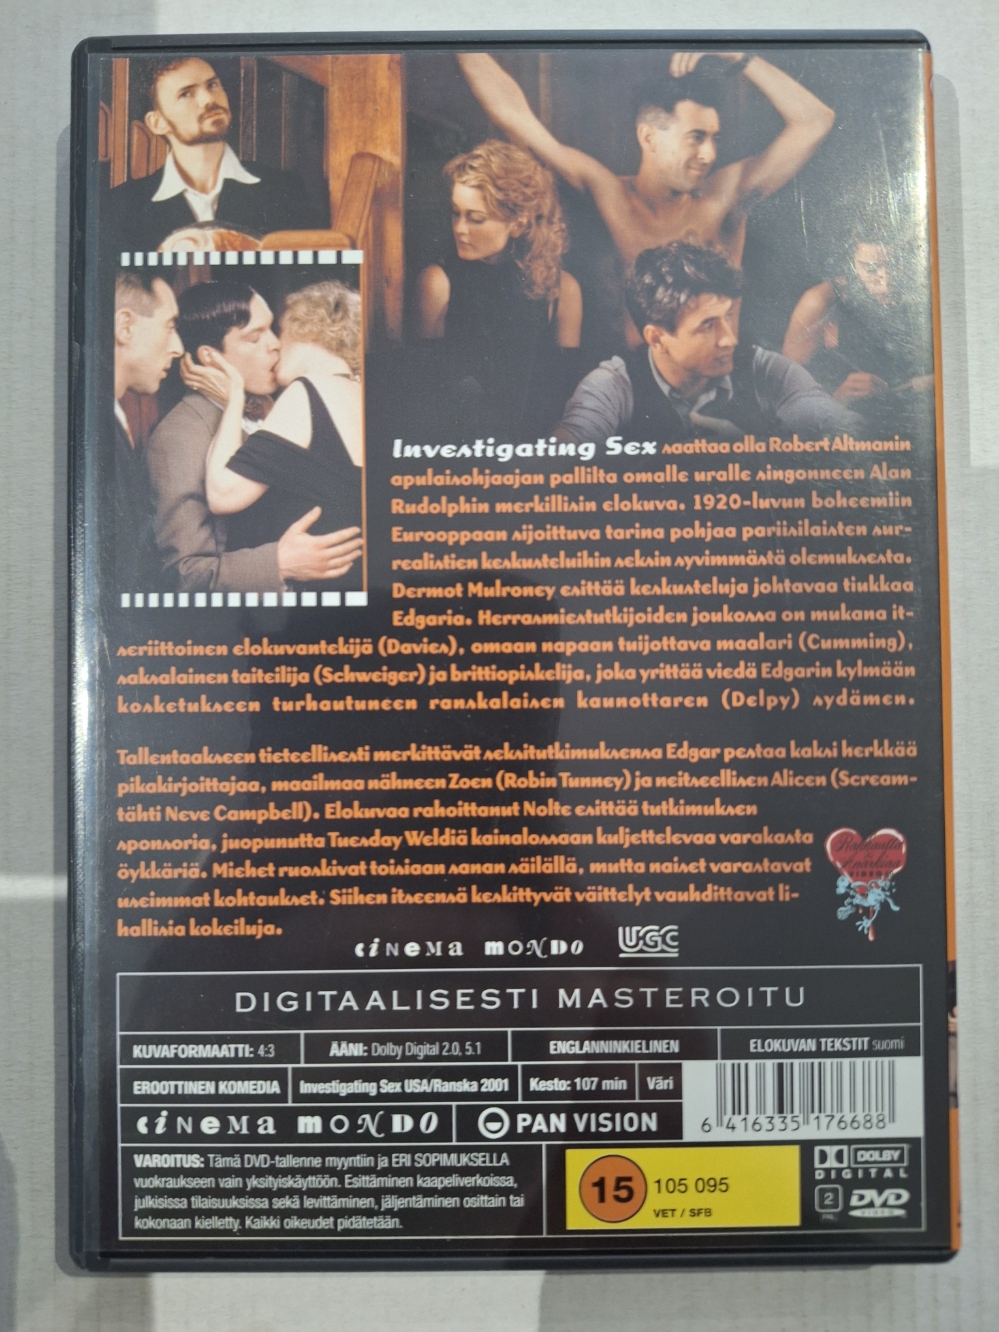 Investigating Sex saattaa olla Robert Altmanin
apulaisohjaajan pallilta omalle uralle singonneen Alan
Rudolphin merkillisin elokuva. 1920-luvun boheemiin
Eurooppaan sijoittuva tarina pohjaa pariisilaisten sur-
realistien keskusteluihin seksin syvimmästä olemuksesta.
Dermot Mulroney esittää keskusteluja johtavaa tiukkaa
Edgaria. Herrasmiestutkijoiden joukossa on mukana it-
seriittoinen elokuvantekijä (Davies), omaan napaan tuijottava maalari (Cumming),
saksalainen taiteilija (Schweiger) ja brittiopiskelija, joka yrittää viedä Edgarin kylmään
kosketukseen turhautuneen ranskalaisen kaunottaren (Delpy) sydämen.
Tallentaakseen tieteellisesti merkittävät seksitutkimuksensa Edgar pestaa kaksi herkkää
pikakirjoittajaa, maailmaa nähneen Zoen (Robin Tunney) ja neitseellisen Alicen (Scream-
tähti Neve Campbell). Elokuvaa rahoittanut Nolte esittää tutkimuksen
sponsoria, juopunutta Tuesday Weldiä kainalossaan kuljettelevaa varakasta
öykkäriä. Miehet ruoskivat toisiaan sanan säilällä, mutta naiset varastavat
useimmat kohtaukset. Siihen itseensä keskittyvät väittelyt vauhdittavat li-
hallisia kokeiluja.
Rakkautta
& Anarkiaa
VIDEO
CINEMA MONDO UGC
DIGITAALISESTI MASTEROITU
KUVAFORMAATTI: 4:3 ÄÄNI: Dolby Digital 2.0, 5.1 ENGLANNINKIELINEN ELOKUVAN TEKSTIT suomi
EROOTTINEN KOMEDIA Investigating Sex USA/Ranska 2001 Kesto: 107 min Väri
CINEMA MONDO PAN VISION
6 416335 176688
VAROITUS: Tämä DVD-tallenne myyntiin ja ERI SOPIMUKSELLA
vuokraukseen vain yksityiskäyttöön. Esittäminen kaapeliverkoissa,
julkisissa tilaisuuksissa sekä levittäminen, jäljentäminen osittain tai
kokonaan kielletty. Kaikki oikeudet pidätetään.
15 105 095
VET / SFB
DOLBY
DIGITAL
2
PAL
DVD
VIDEO